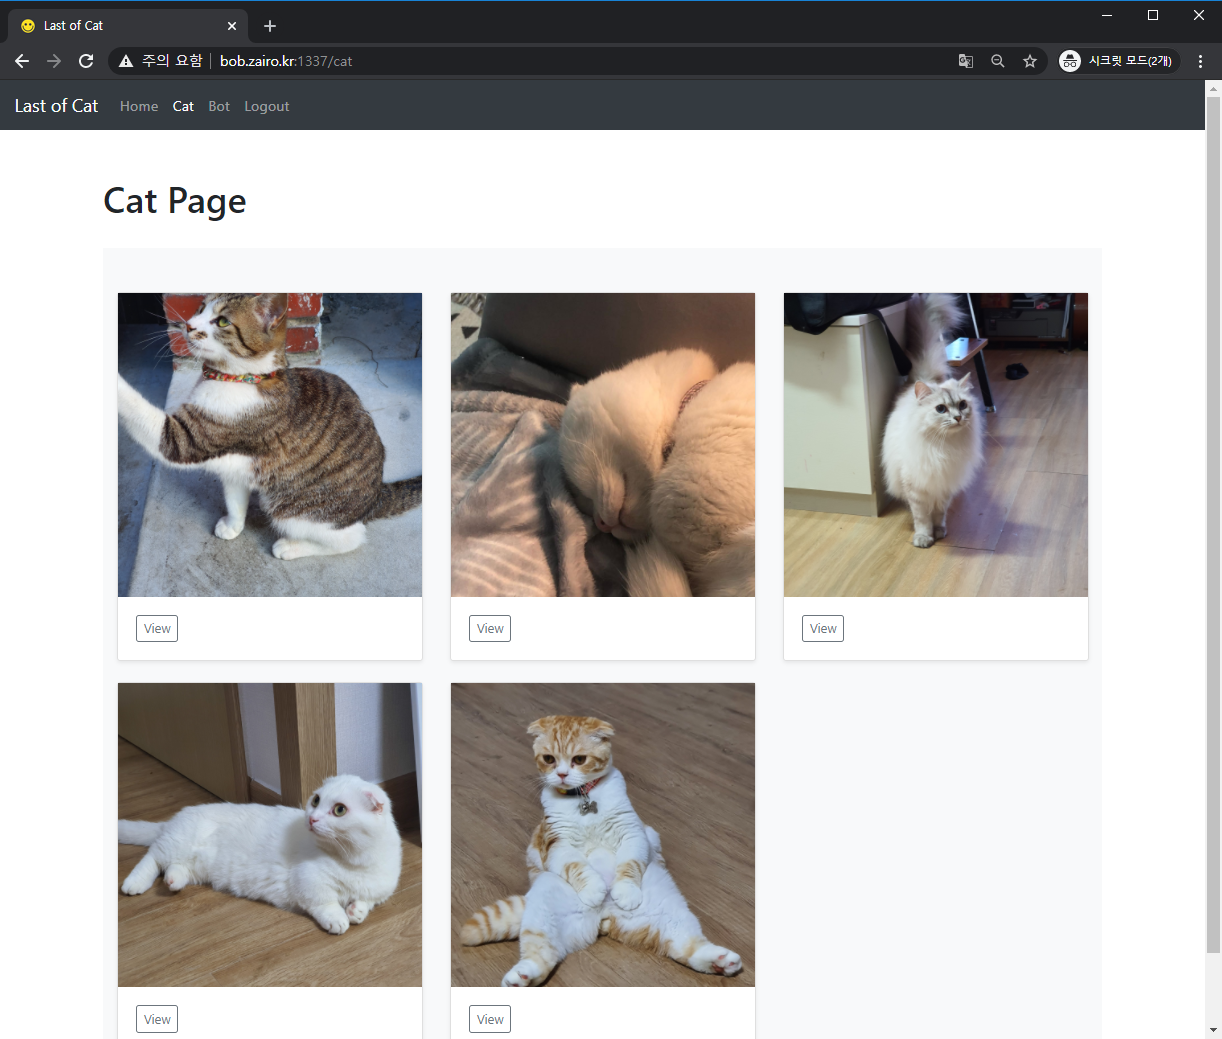 Last of Cat
주의 요함 bob.zairo.kr:1337/cat 시크릿 모드(2개)
Last of Cat Home Cat Bot Logout
Cat Page
View View View
View View